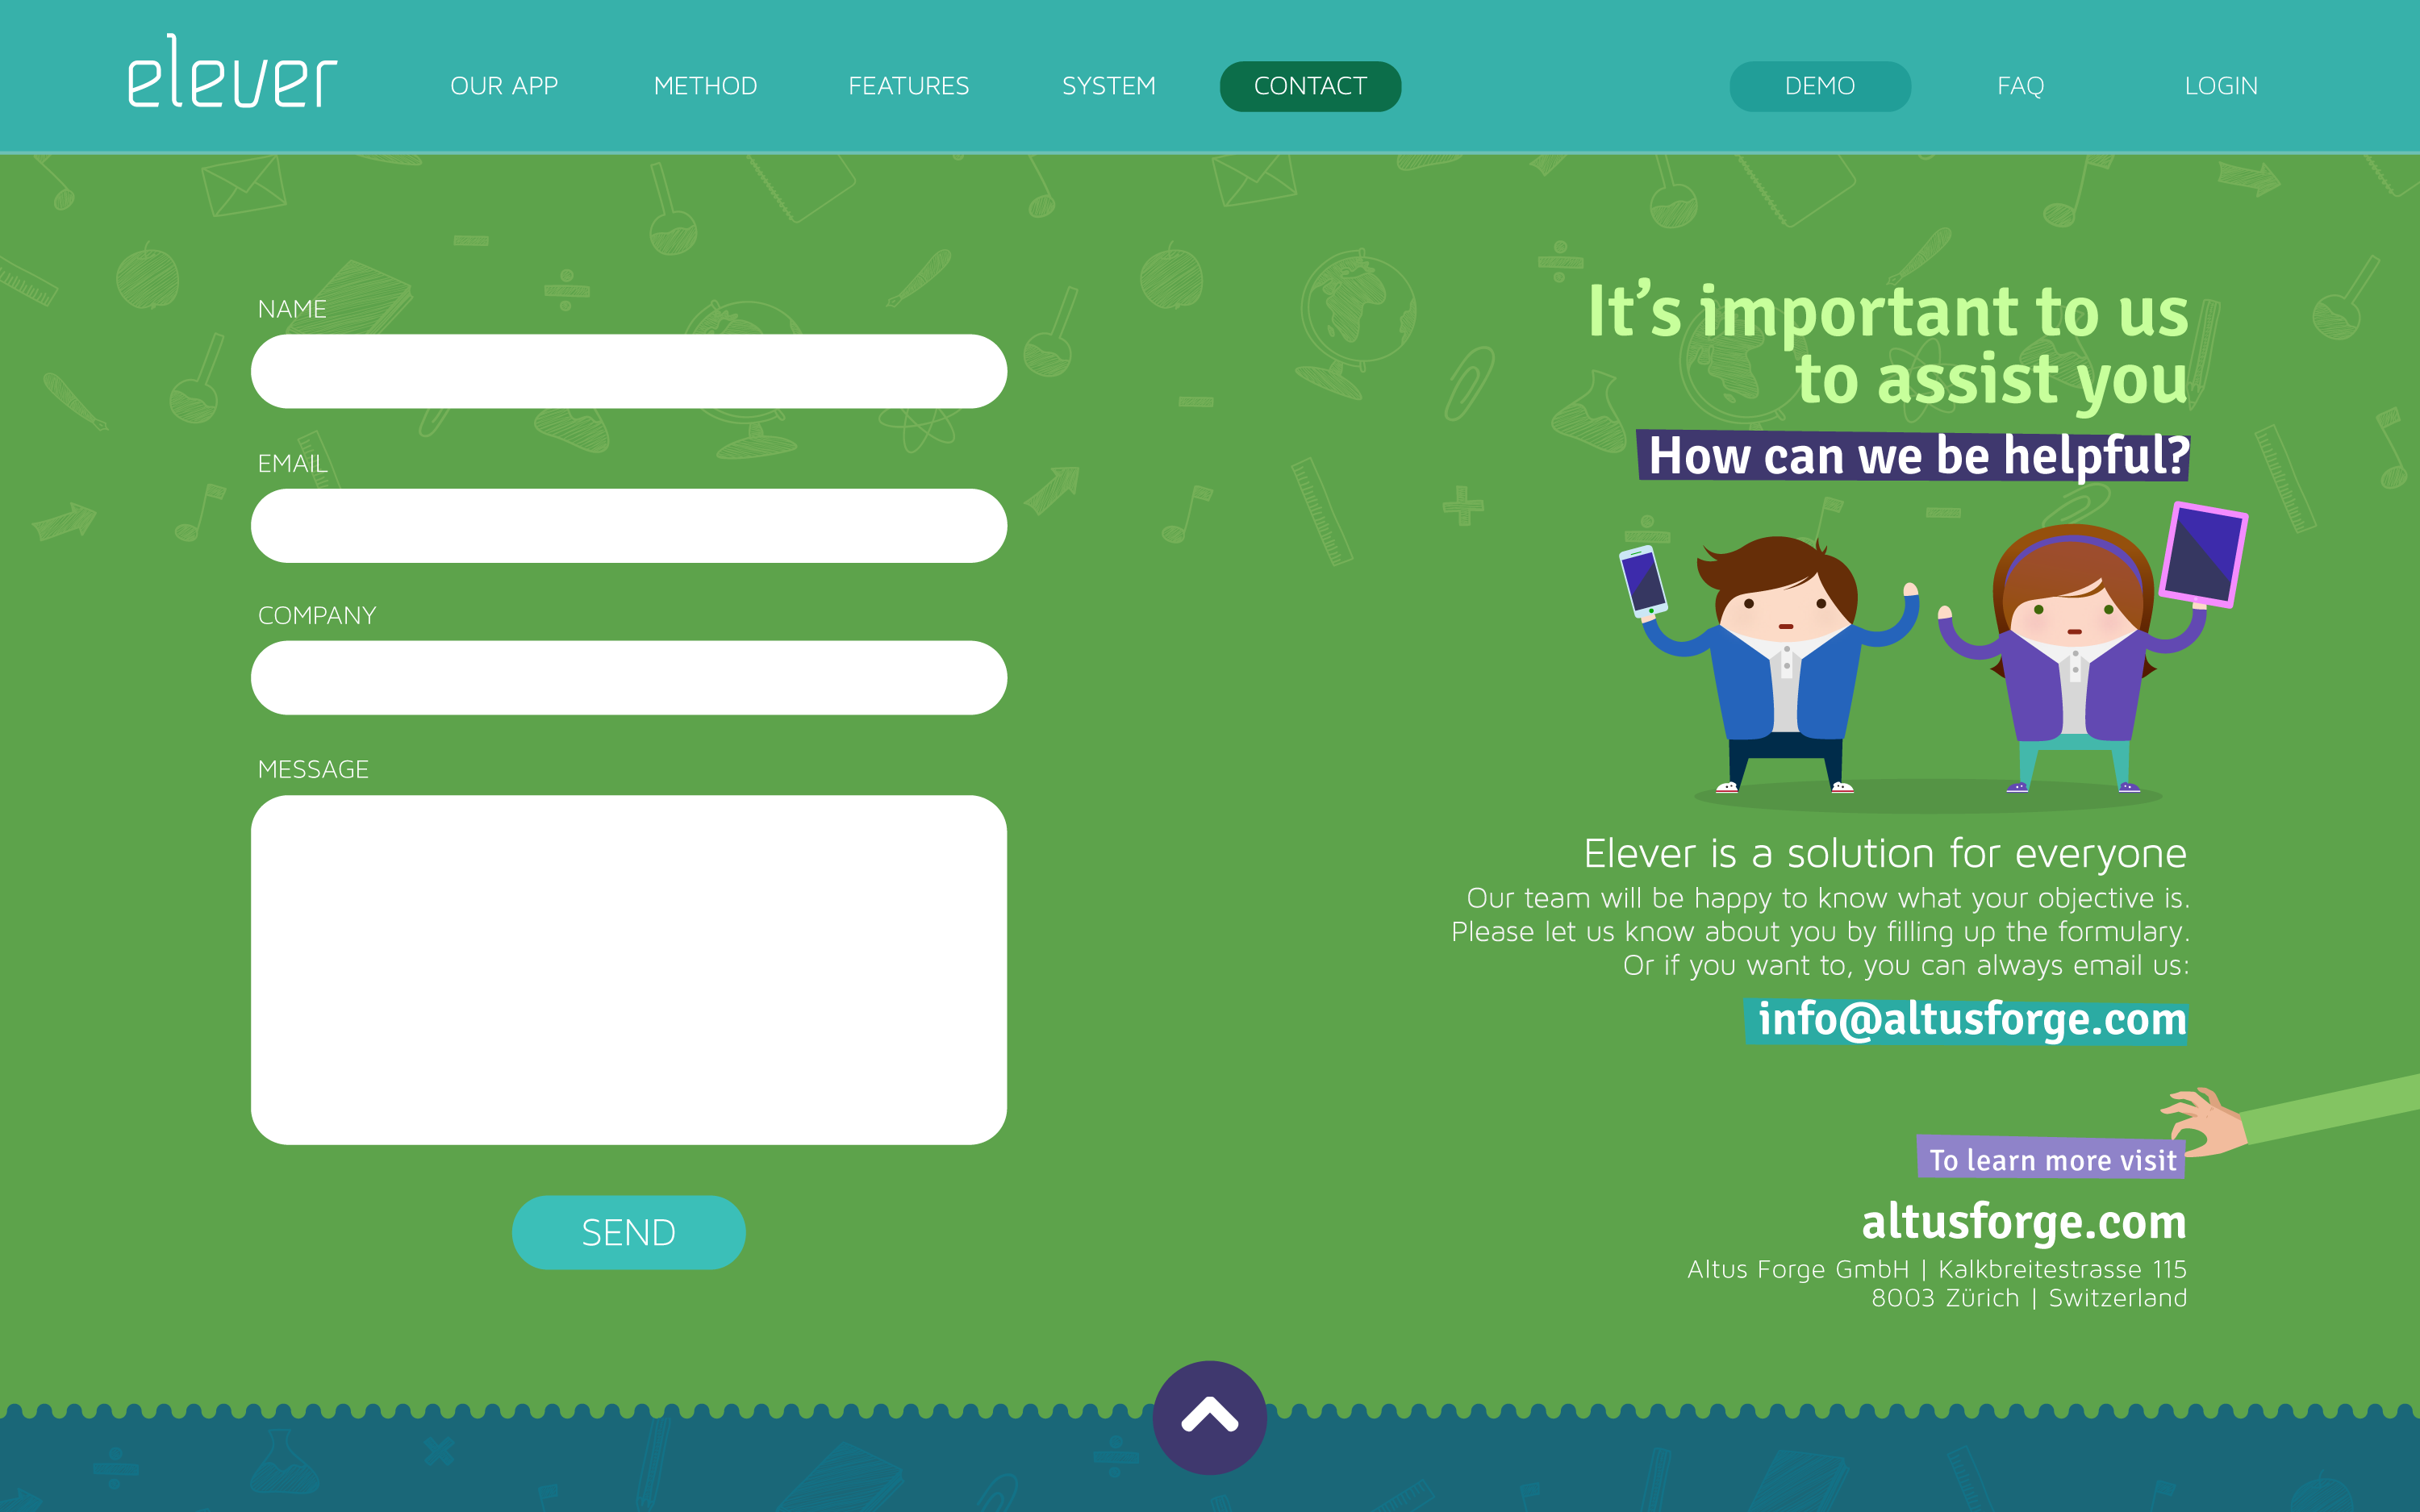 elever
OUR APP
METHOD
FEATURES
SYSTEM
CONTACT
DEMO
FAQ
LOGIN
NAME
EMAIL
COMPANY
MESSAGE
SEND
It’s important to us
to assist you
How can we be helpful?
Elever is a solution for everyone
Our team will be happy to know what your objective is.
Please let us know about you by filling up the formulary.
Or if you want to, you can always email us:
info@altusforge.com
To learn more visit
altusforge.com
Altus Forge GmbH | Kalkbreitestrasse 115
8003 Zürich | Switzerland